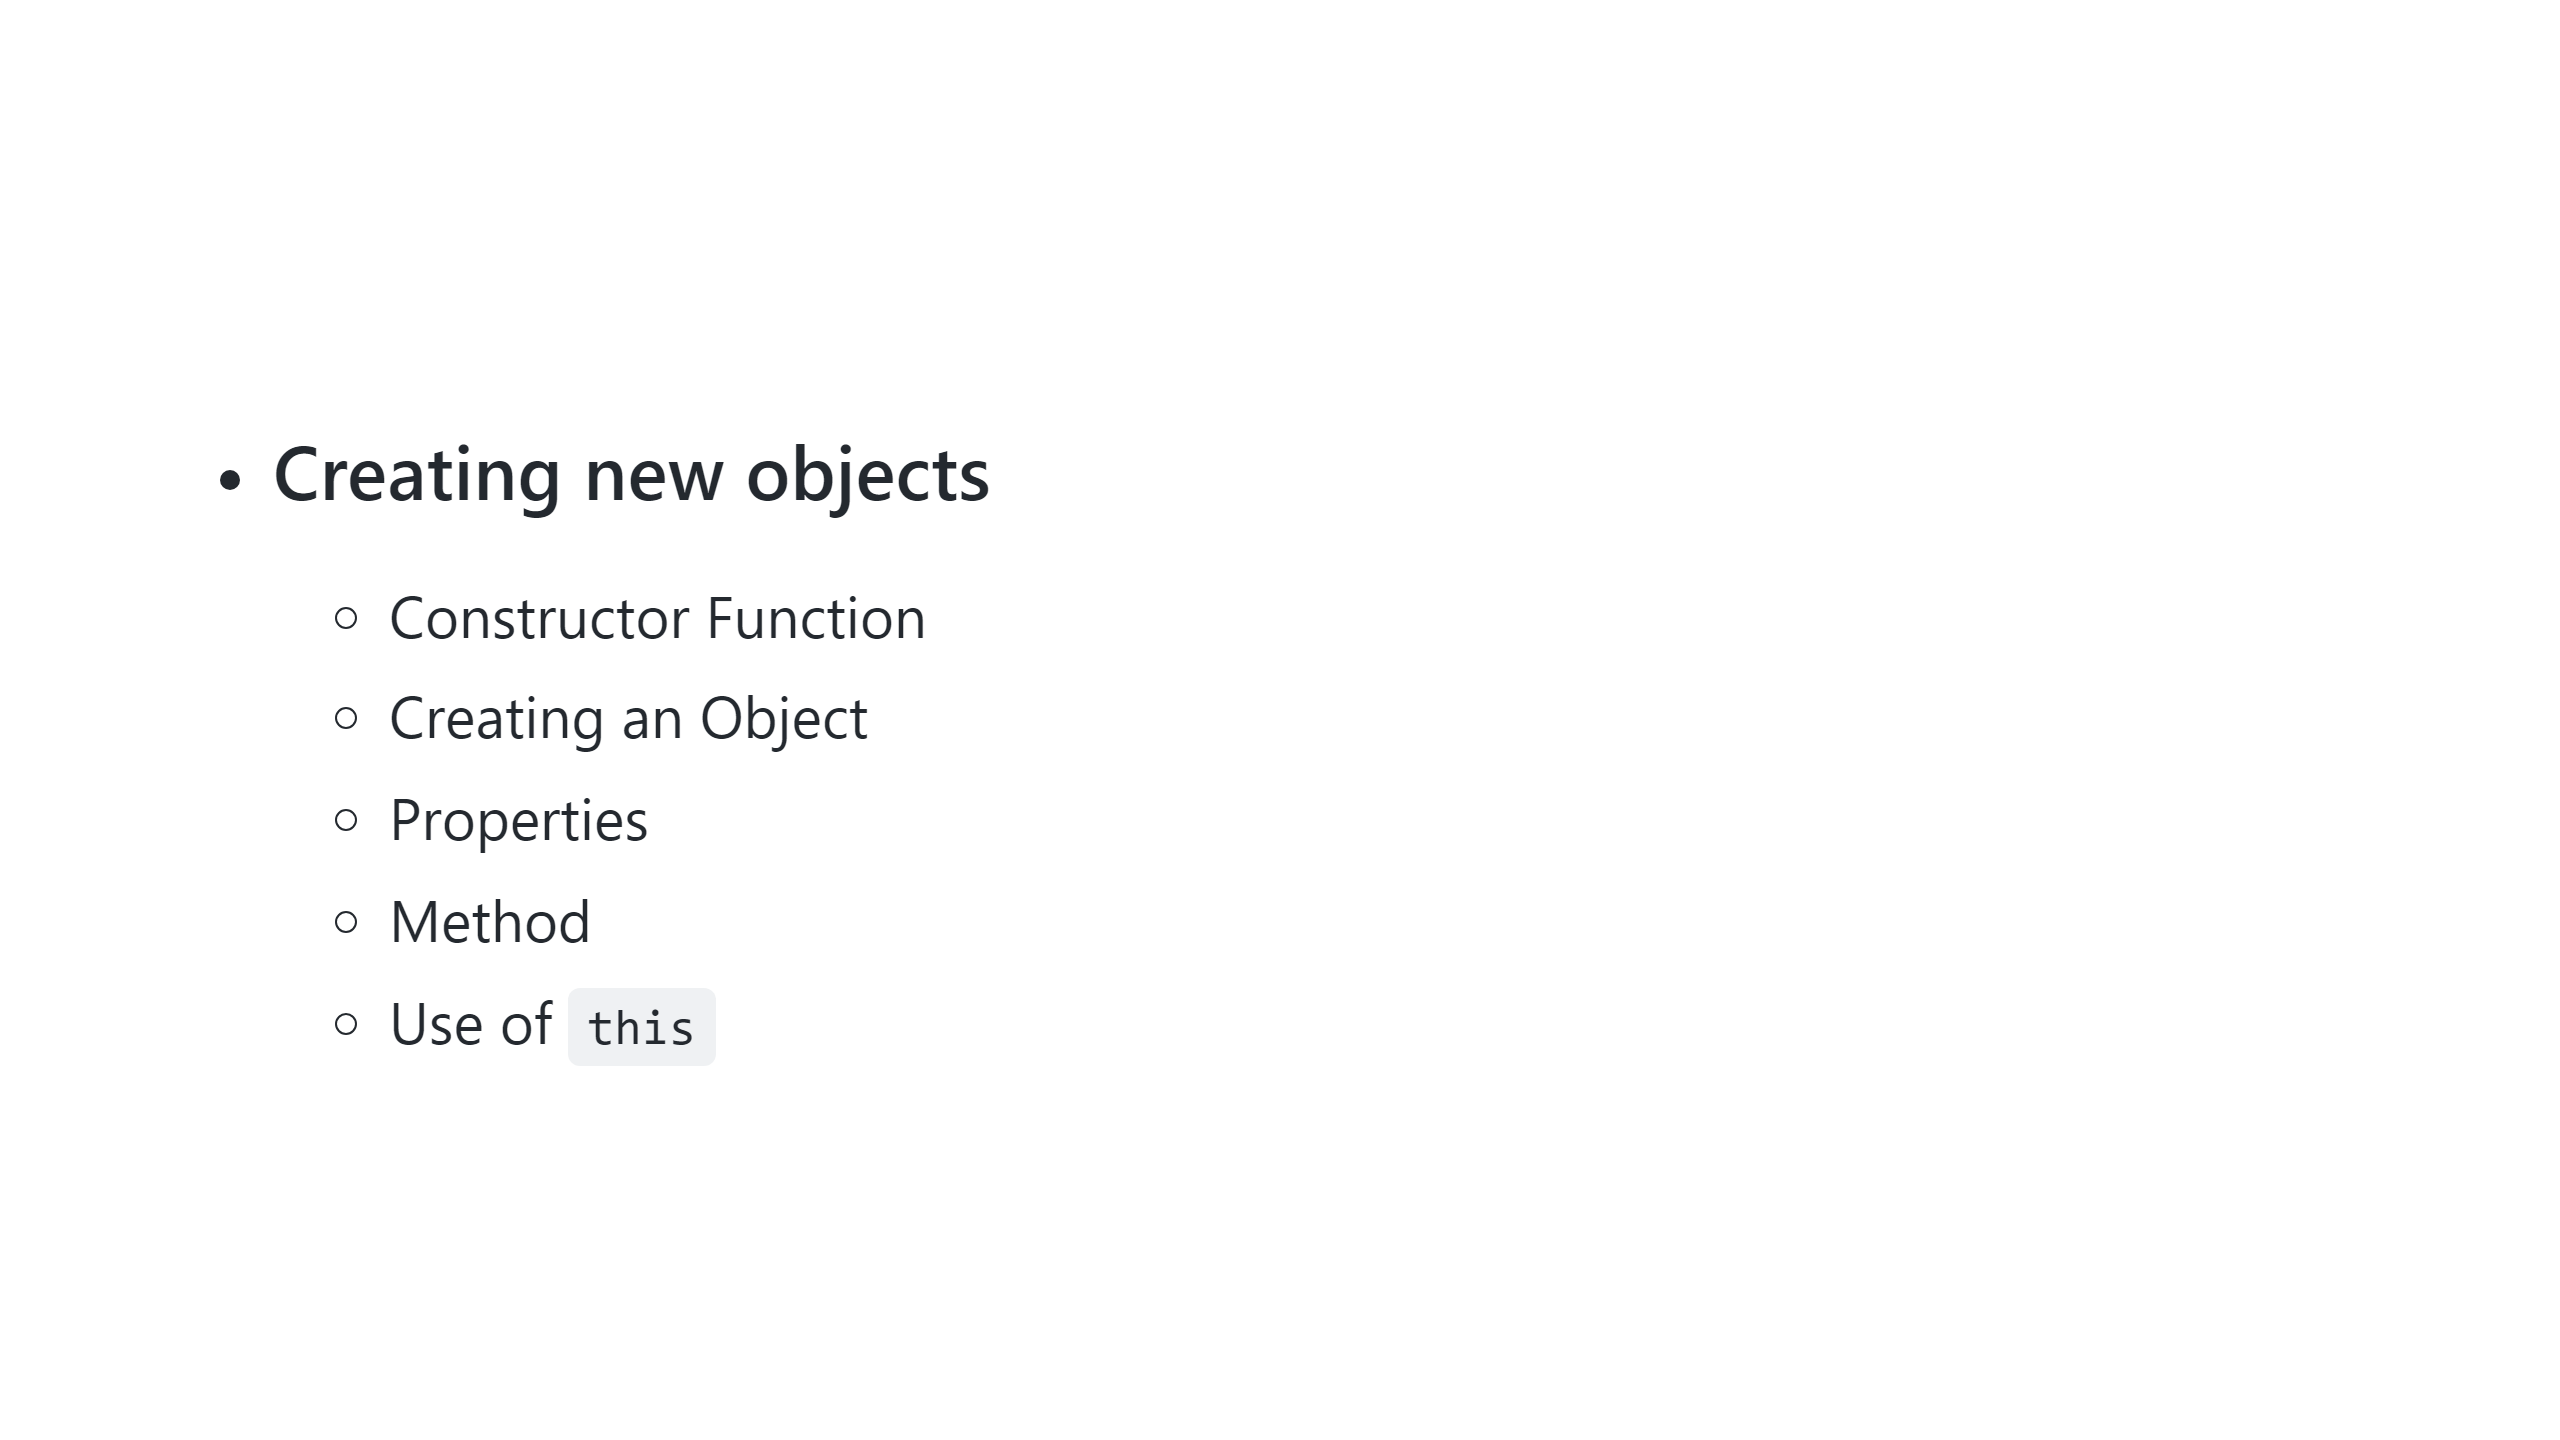 Creating new objects
Constructor Function
Creating an Object
Properties
Method
Use of this